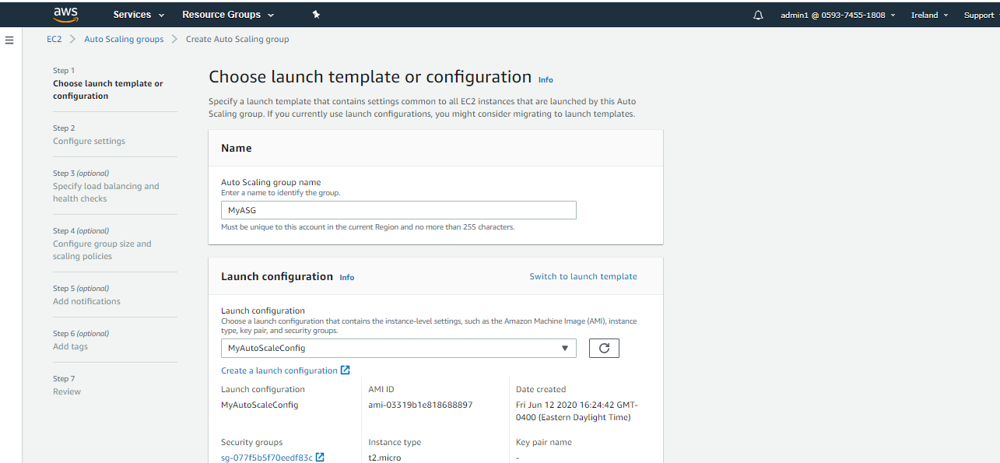 aws
Services
Resource Groups
admin1 @ 0593-7455-1808
Ireland
Support
EC2
Auto Scaling groups
Create Auto Scaling group
Step 1
Choose launch template or
configuration
Step 2
Configure settings
Step 3 (optional)
Specify load balancing and
health checks
Step 4 (optional)
Configure group size and
scaling policies
Step 5 (optional)
Add notifications
Step 6 (optional)
Add tags
Step 7
Review
Choose launch template or configuration Info
Specify a launch template that contains settings common to all EC2 instances that are launched by this Auto
Scaling group. If you currently use launch configurations, you might consider migrating to launch templates.
Name
Auto Scaling group name
Enter a name to identify the group.
MyASG
Must be unique to this account in the current Region and no more than 255 characters.
Launch configuration Info
Switch to launch template
Launch configuration
Choose a launch configuration that contains the instance-level settings, such as the Amazon Machine Image (AMI), instance
type, key pair, and security groups.
MyAutoScaleConfig
Create a launch configuration
Launch configuration
MyAutoScaleConfig
AMI ID
ami-03319b1e818688897
Date created
Fri Jun 12 2020 16:24:42 GMT-
0400 (Eastern Daylight Time)
Security groups
sg-077f5b5f70eedf83c
Instance type
t2.micro
Key pair name
-